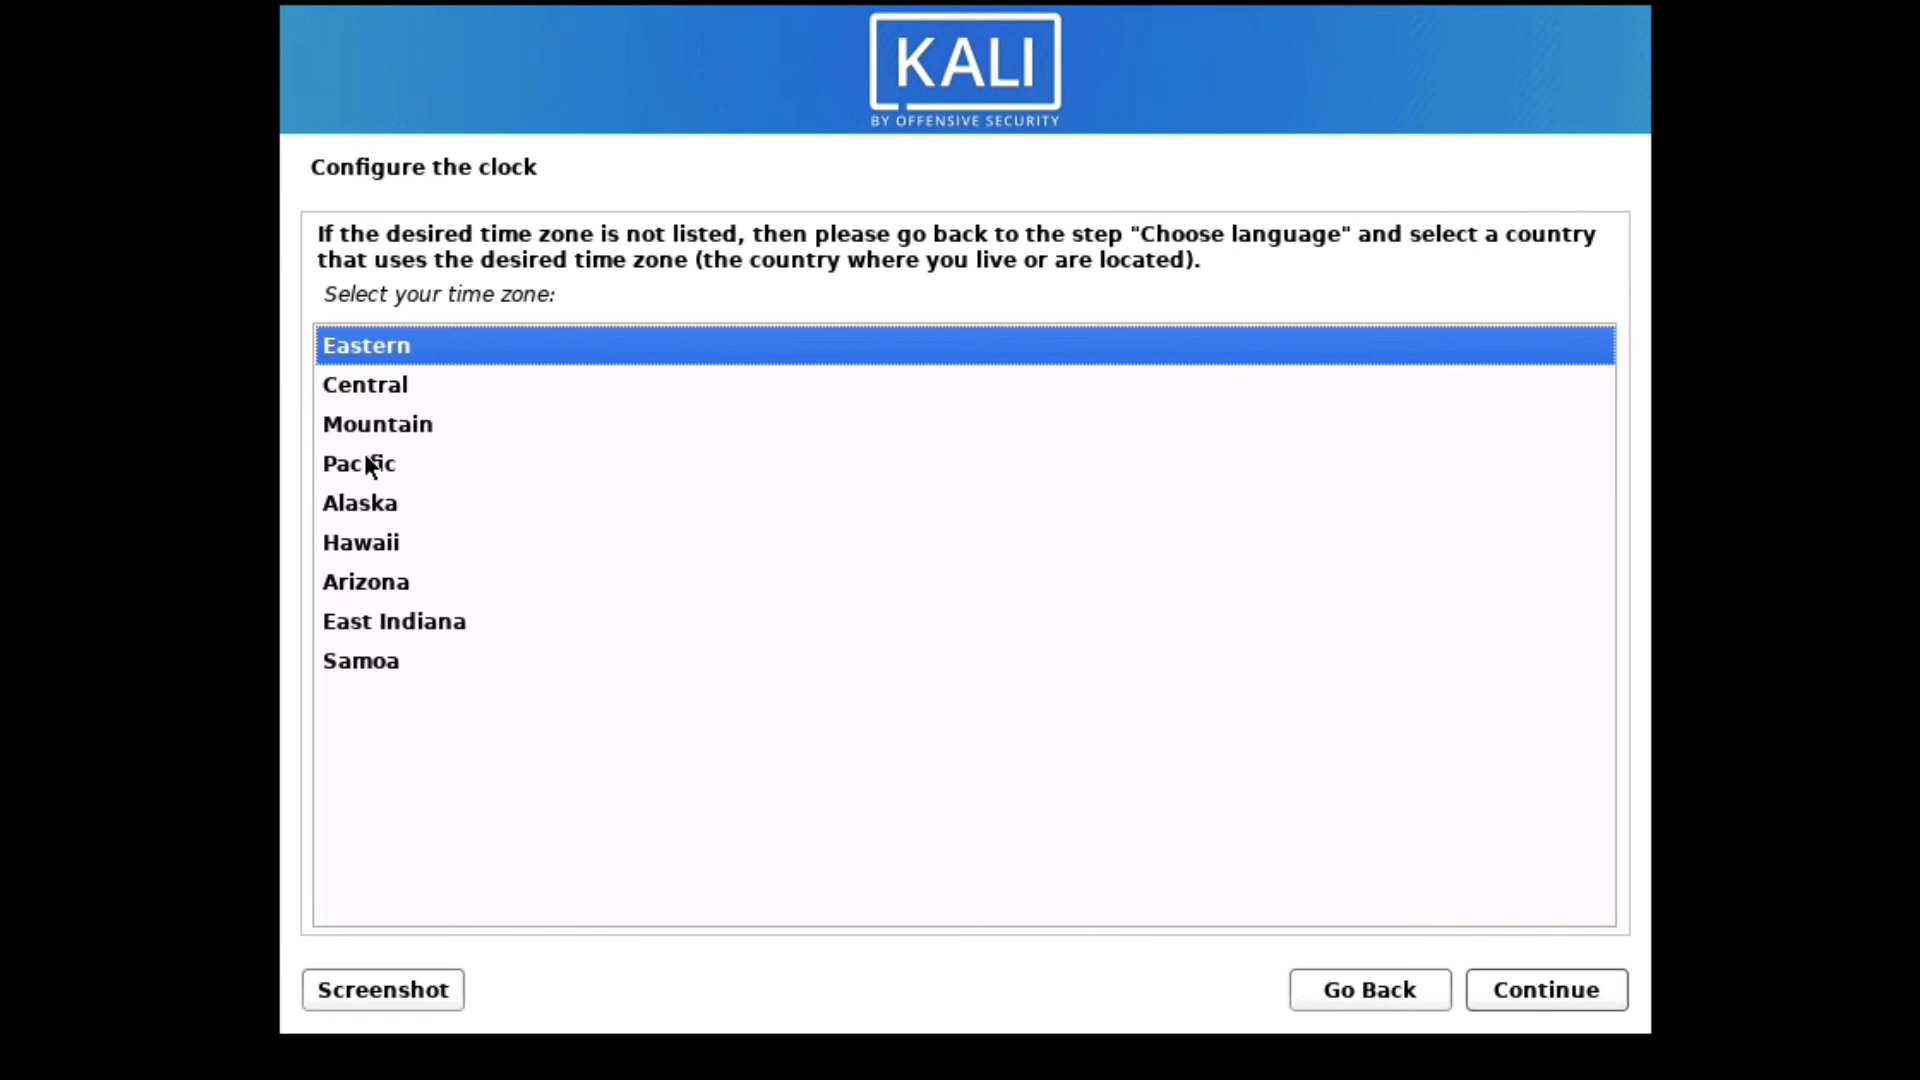 KALI
BY OFFENSIVE SECURITY
Configure the clock
If the desired time zone is not listed, then please go back to the step "Choose language" and select a country
that uses the desired time zone (the country where you live or are located).
Select your time zone:
Eastern
Central
Mountain
Pacific
Alaska
Hawaii
Arizona
East Indiana
Samoa
Screenshot
Go Back
Continue